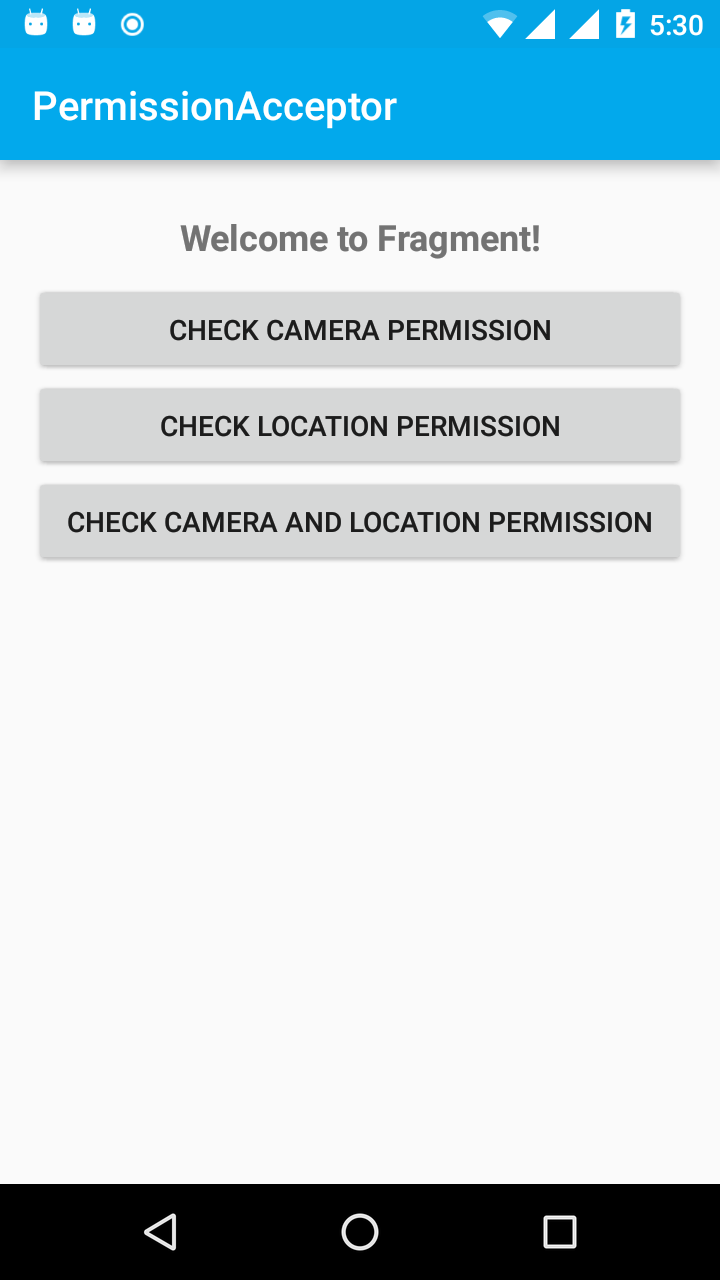 5:30
PermissionAcceptor
Welcome to Fragment!
CHECK CAMERA PERMISSION
CHECK LOCATION PERMISSION
CHECK CAMERA AND LOCATION PERMISSION